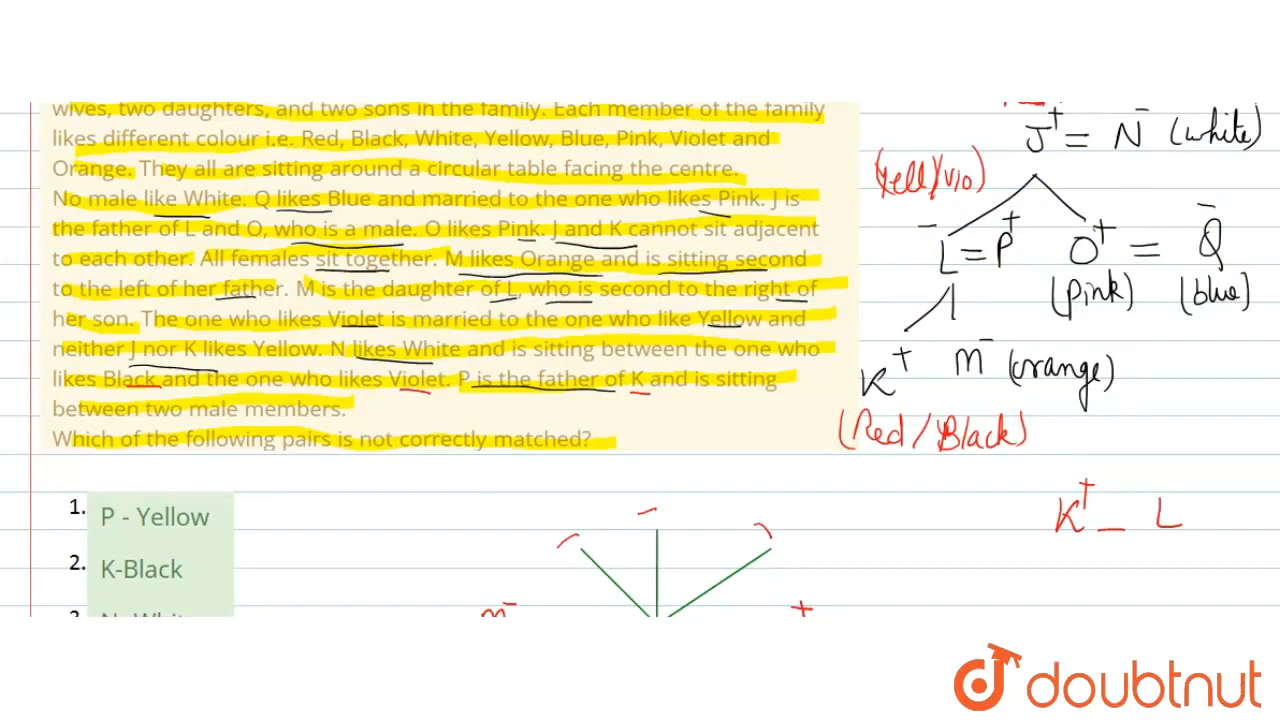 wives, two daughters, and two sons in the family. Each member of the family
likes different colour i.e. Red, Black, White, Yellow, Blue, Pink, Violet and
Orange. They all are sitting around a circular table facing the centre.
No male like White. Q likes Blue and married to the one who likes Pink. J is
the father of L and O, who is a male. O likes Pink. J and K cannot sit adjacent
to each other. All females sit together. M likes Orange and is sitting second
to the left of her father. M is the daughter of L, who is second to the right of
her son. The one who likes Violet is married to the one who like Yellow and
neither J nor K likes Yellow. N likes White and is sitting between the one who
likes Black and the one who likes Violet. P is the father of K and is sitting
between two male members.
Which of the following pairs is not correctly matched?
J+ = N- (white)
(Yell/Vio)
L- = P+ O+ = Q-
(Pink) (blue)
K+ M- (orange)
(Red/Black)
K+ _ L
1. P - Yellow
2. K-Black
M-
+
doubtnut